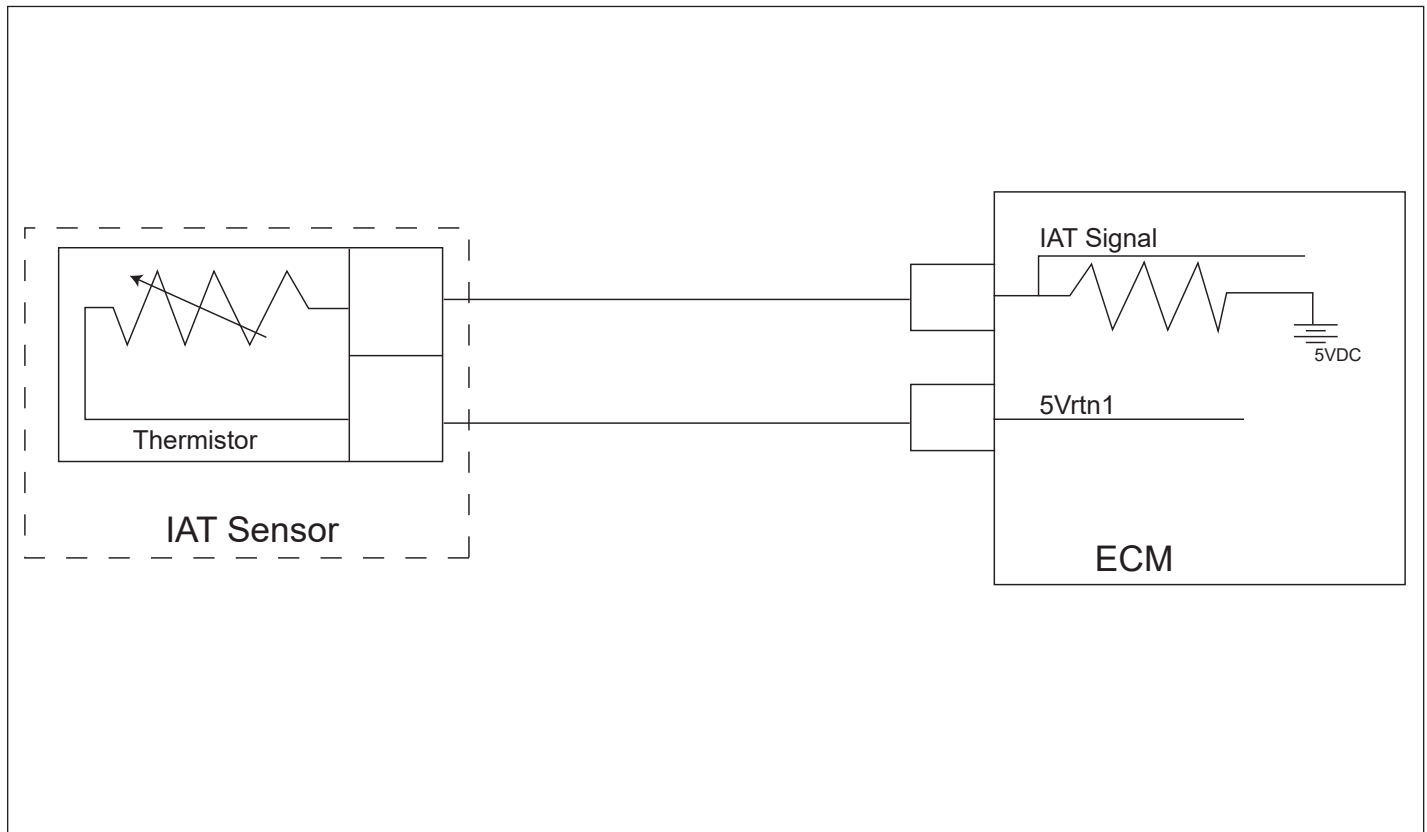 IAT Signal
5VDC
5Vrtn1
Thermistor
IAT Sensor
ECM